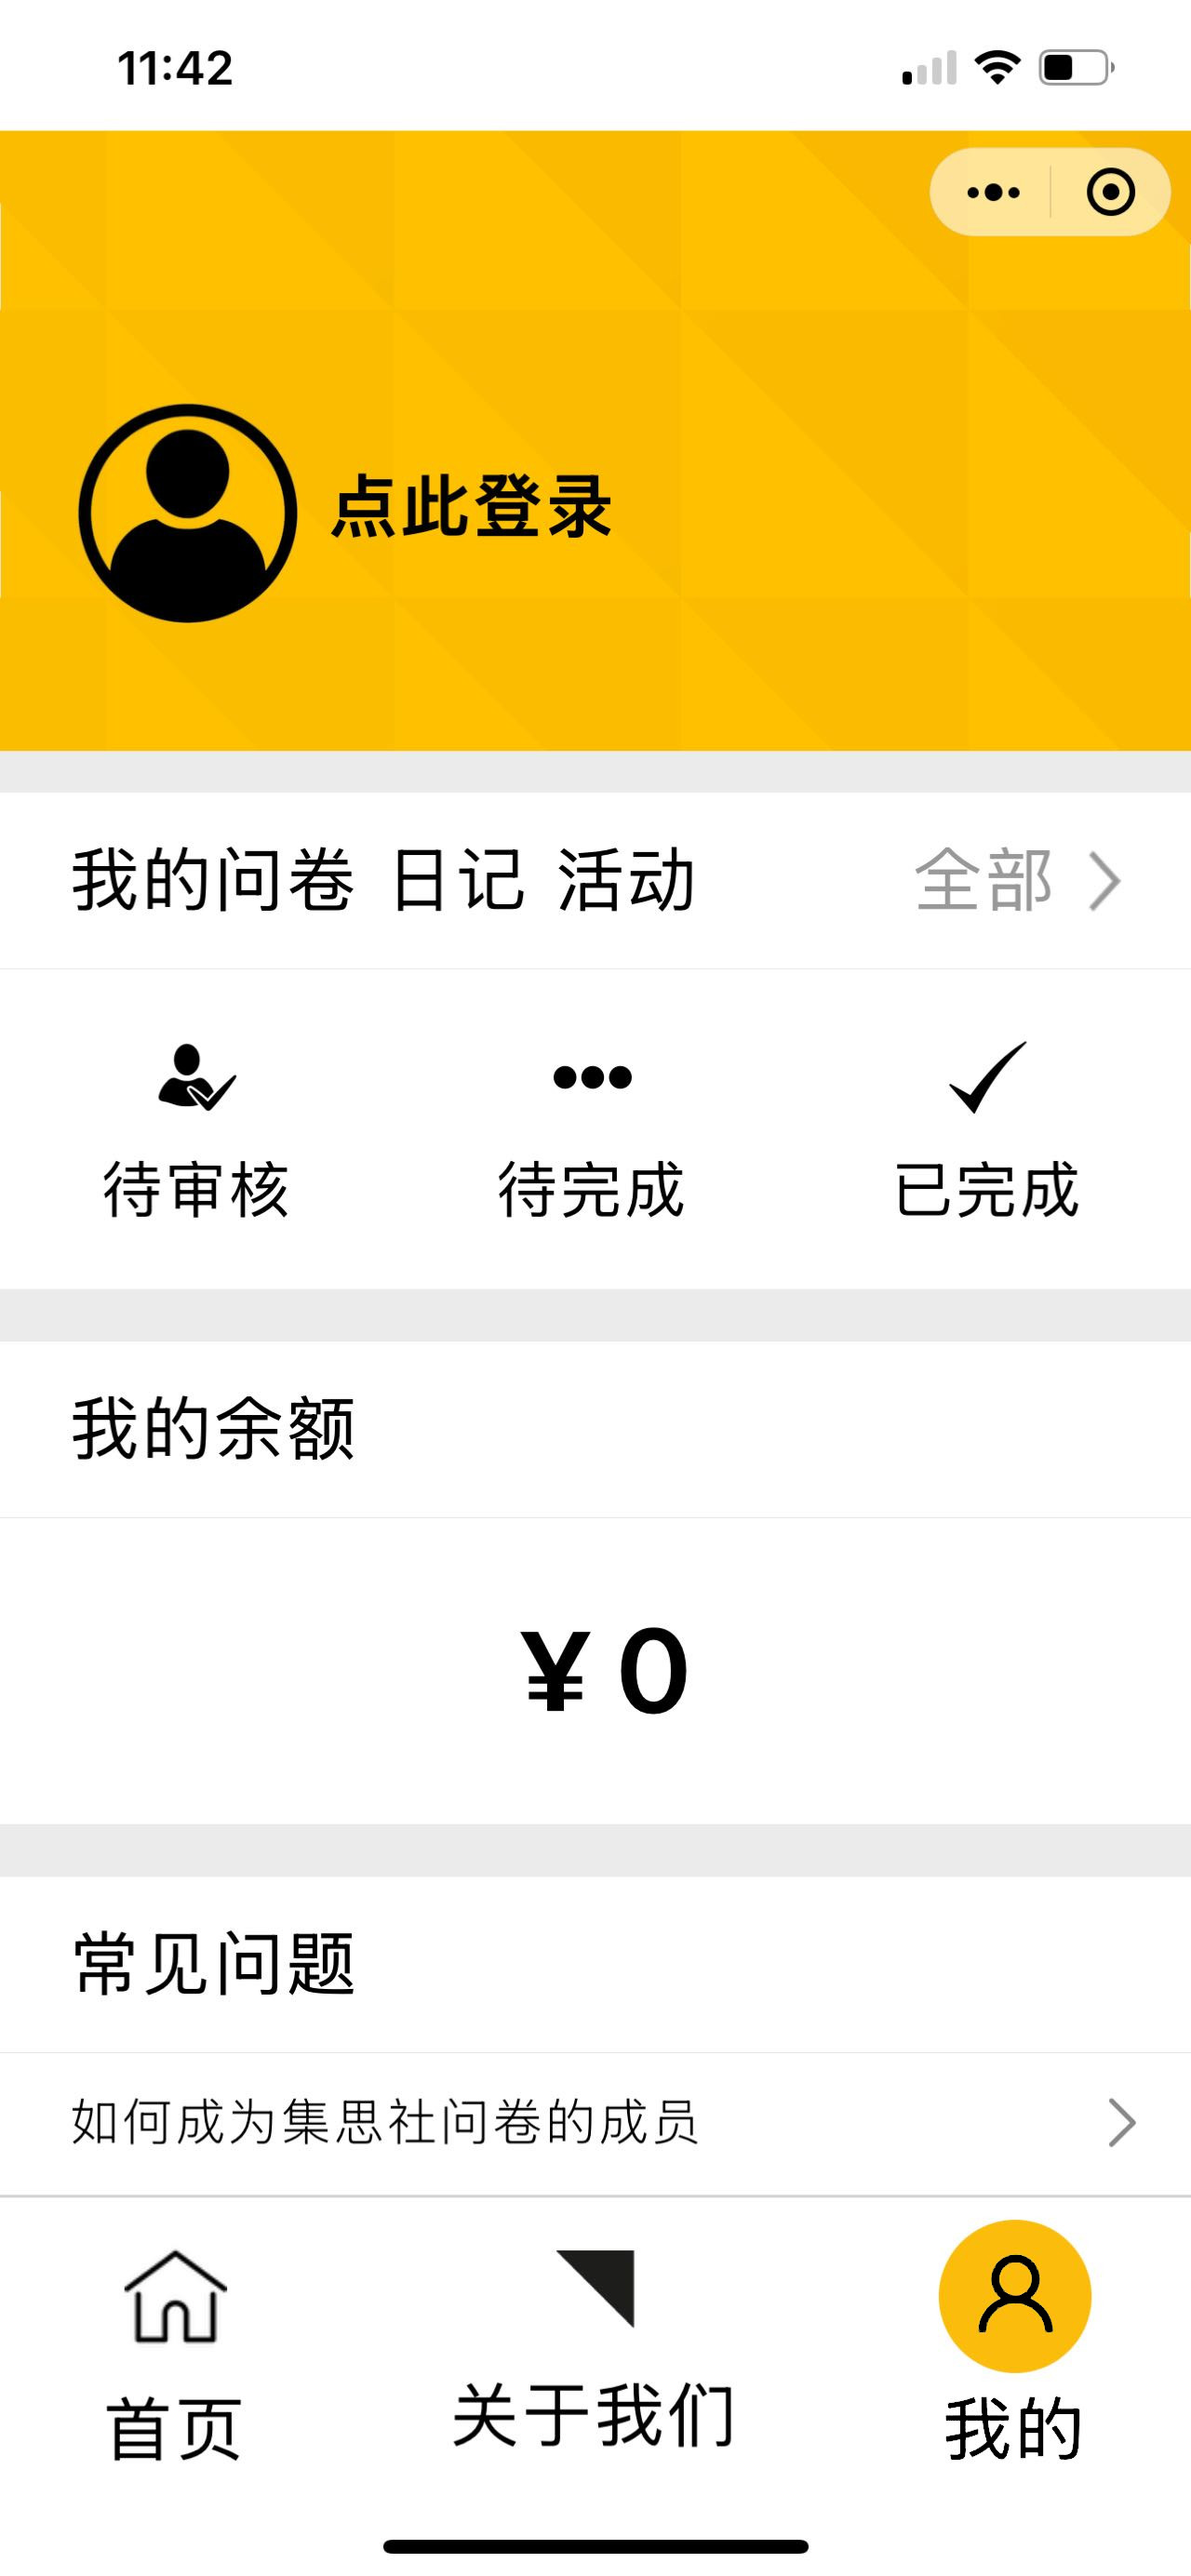 11:42
点此登录
我的问卷 日记 活动 全部
待审核 待完成 已完成
我的余额
¥ 0
常见问题
如何成为集思社问卷的成员
首页 关于我们 我的